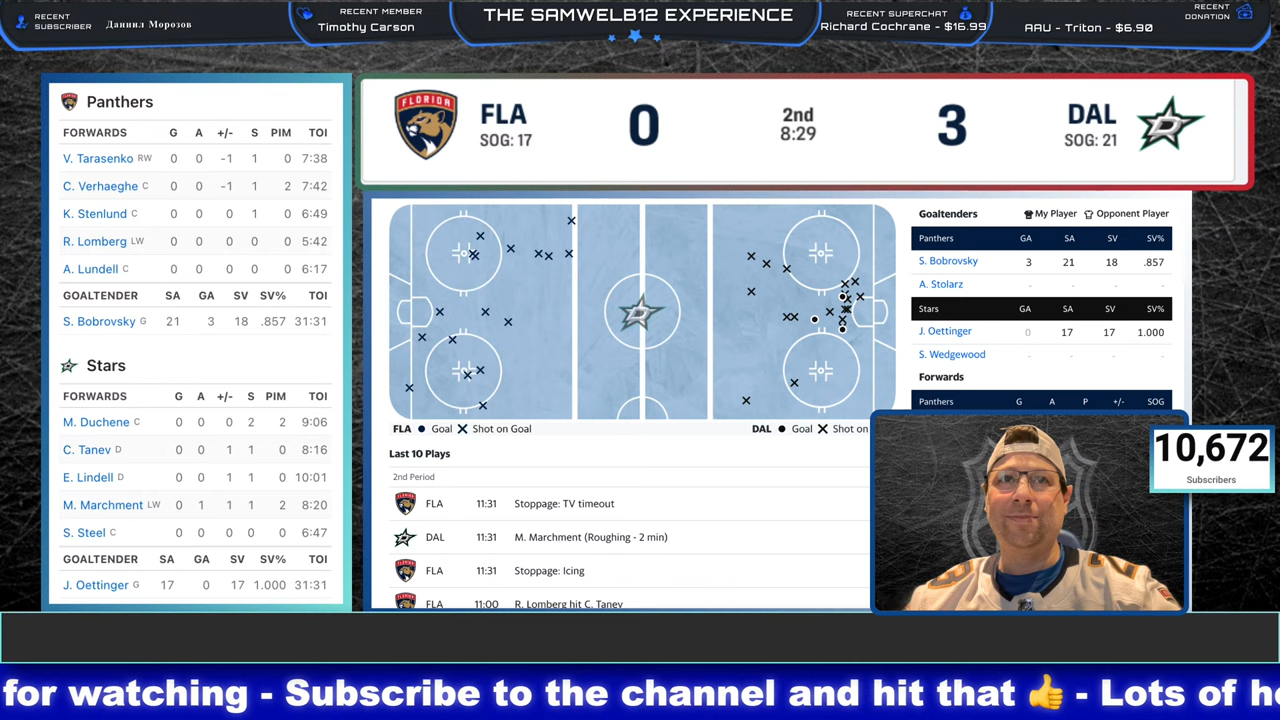 RECENT SUBSCRIBER
Даниил Морозов
RECENT MEMBER
Timothy Carson
THE SAMWELB12 EXPERIENCE
RECENT SUPERCHAT
Richard Cochrane - $16.99
RECENT DONATION
AAU - Triton - $6.90
Panthers
FORWARDS G A +/- S PIM TOI
V. Tarasenko RW 0 0 -1 1 0 7:38
C. Verhaeghe C 0 0 -1 1 2 7:42
K. Stenlund C 0 0 0 1 0 6:49
R. Lomberg LW 0 0 0 0 0 5:42
A. Lundell C 0 0 0 0 0 6:17
GOALTENDER SA GA SV SV% TOI
S. Bobrovsky G 21 3 18 .857 31:31
Stars
FORWARDS G A +/- S PIM TOI
M. Duchene C 0 0 0 2 2 9:06
C. Tanev D 0 0 1 1 0 8:16
E. Lindell D 0 0 1 1 0 10:01
M. Marchment LW 0 1 1 1 2 8:20
S. Steel C 0 0 0 0 0 6:47
GOALTENDER SA GA SV SV% TOI
J. Oettinger G 17 0 17 1.000 31:31
FLORIDA
FLA
SOG: 17
0
2nd
8:29
3
DAL
SOG: 21
FLA Goal Shot on Goal
DAL Goal Shot on
Last 10 Plays
2nd Period
FLA 11:31 Stoppage: TV timeout
DAL 11:31 M. Marchment (Roughing - 2 min)
FLA 11:31 Stoppage: Icing
FLA 11:00 R. Lomberg hit C. Tanev
Goaltenders My Player Opponent Player
Panthers GA SA SV SV%
S. Bobrovsky 3 21 18 .857
A. Stolarz - - - -
Stars GA SA SV SV%
J. Oettinger 0 17 17 1.000
S. Wedgewood - - - -
Forwards
Panthers G A P +/- SOG
10,672
Subscribers
for watching - Subscribe to the channel and hit that 👍 - Lots of h